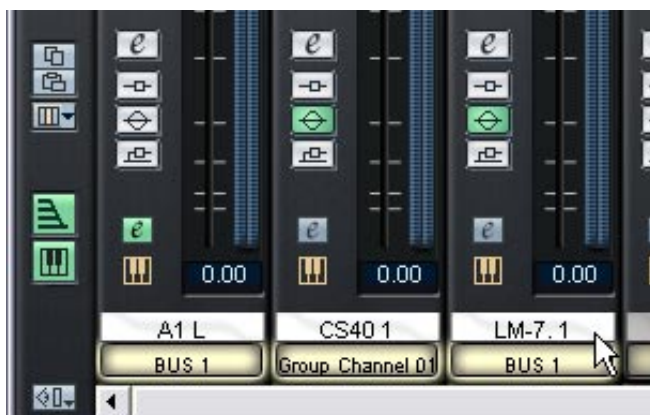 e e e
e e e
0.00 0.00 0.00
A1 L CS40 1 LM-7. 1
BUS 1 Group Channel 01 BUS 1